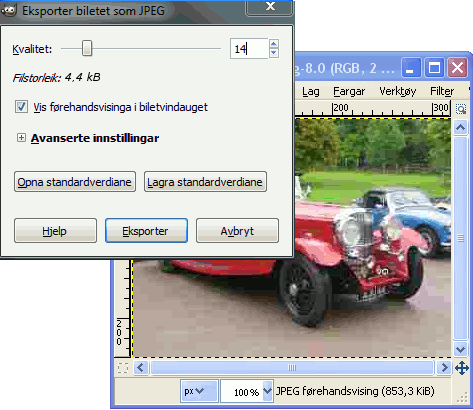 Eksporter biletet som JPEG
Kvalitet:
14
Filstorleik: 4,4 kB
Vis førehandsvisinga i biletvindauget
Avanserte innstillingar
Opna standardverdiane
Lagra standardverdiane
Hjelp
Eksporter
Avbryt
g-8.0 (RGB, 2 ...
Lag
Fargar
Verktøy
Filter
200
300
200
px
100 %
JPEG førehandsvising (853,3 KiB)